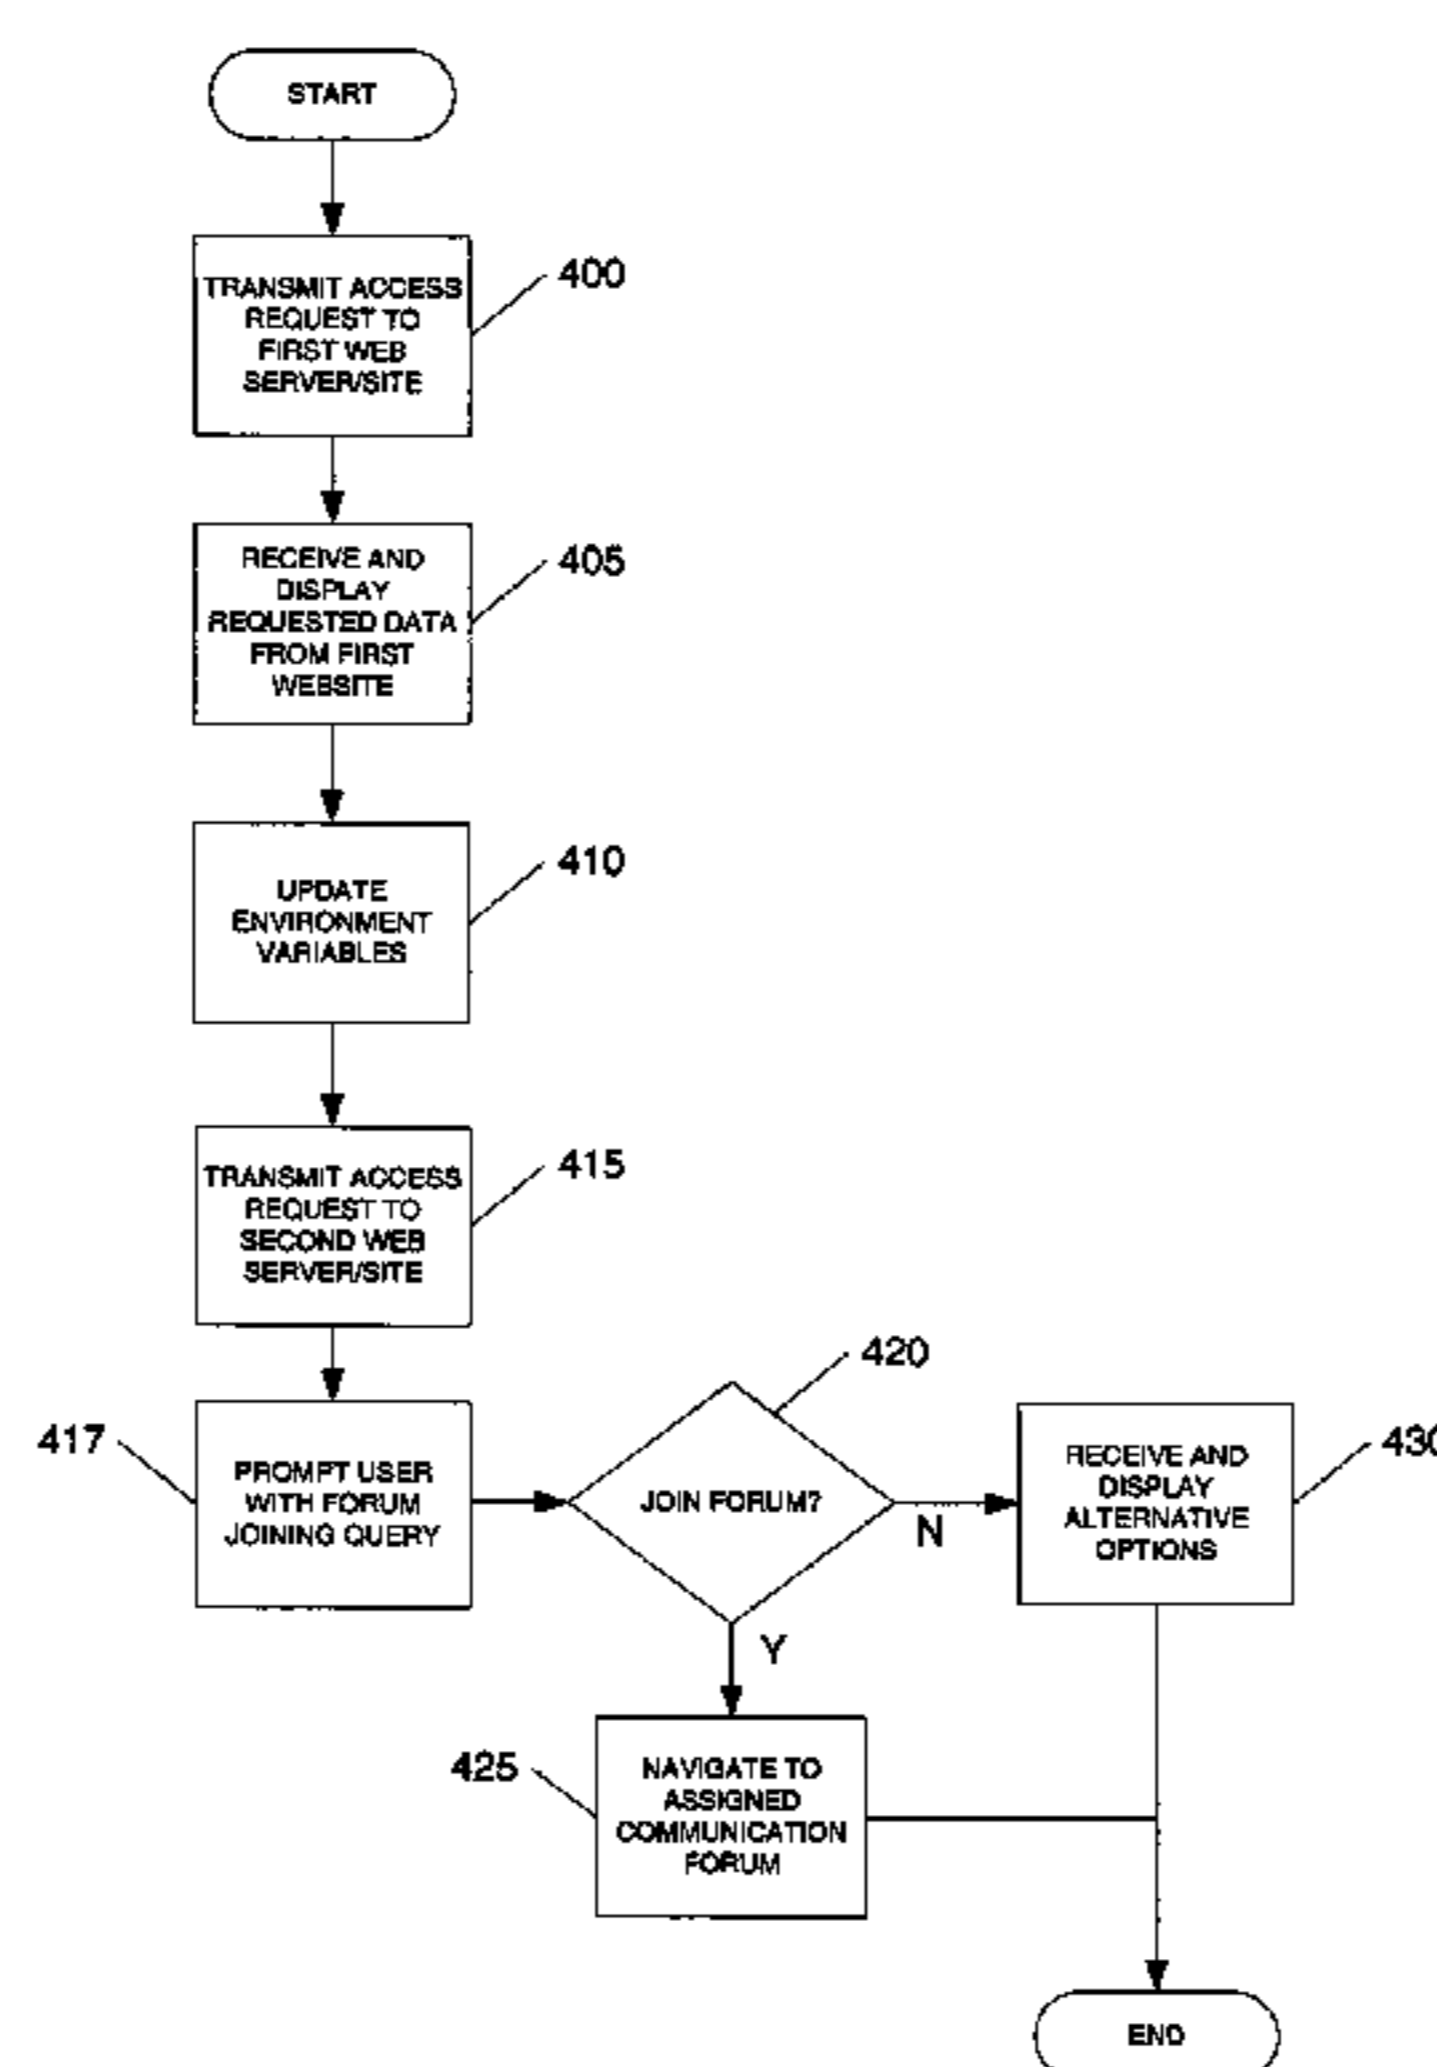 START
TRANSMIT ACCESS
REQUEST TO
FIRST WEB
SERVER/SITE
400
RECEIVE AND
DISPLAY
REQUESTED DATA
FROM FIRST
WEBSITE
405
UPDATE
ENVIRONMENT
VARIABLES
410
TRANSMIT ACCESS
REQUEST TO
SECOND WEB
SERVER/SITE
415
417
PROMPT USER
WITH FORUM
JOINING QUERY
420
JOIN FORUM?
N
Y
RECEIVE AND
DISPLAY
ALTERNATIVE
OPTIONS
430
425
NAVIGATE TO
ASSIGNED
COMMUNICATION
FORUM
END